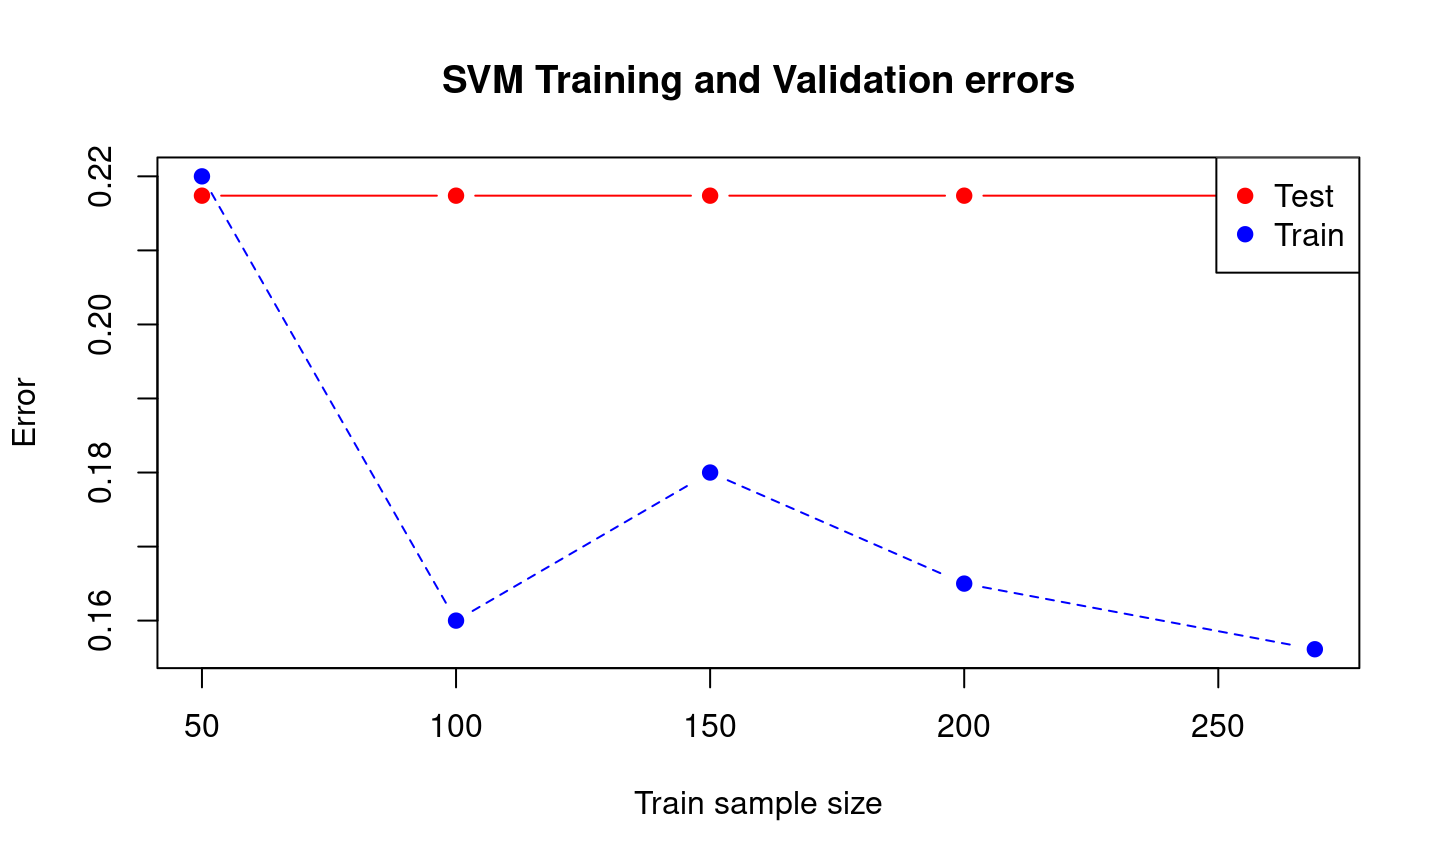 SVM Training and Validation errors
Test
Train
0.22
0.20
0.18
0.16
Error
50 100 150 200 250
Train sample size